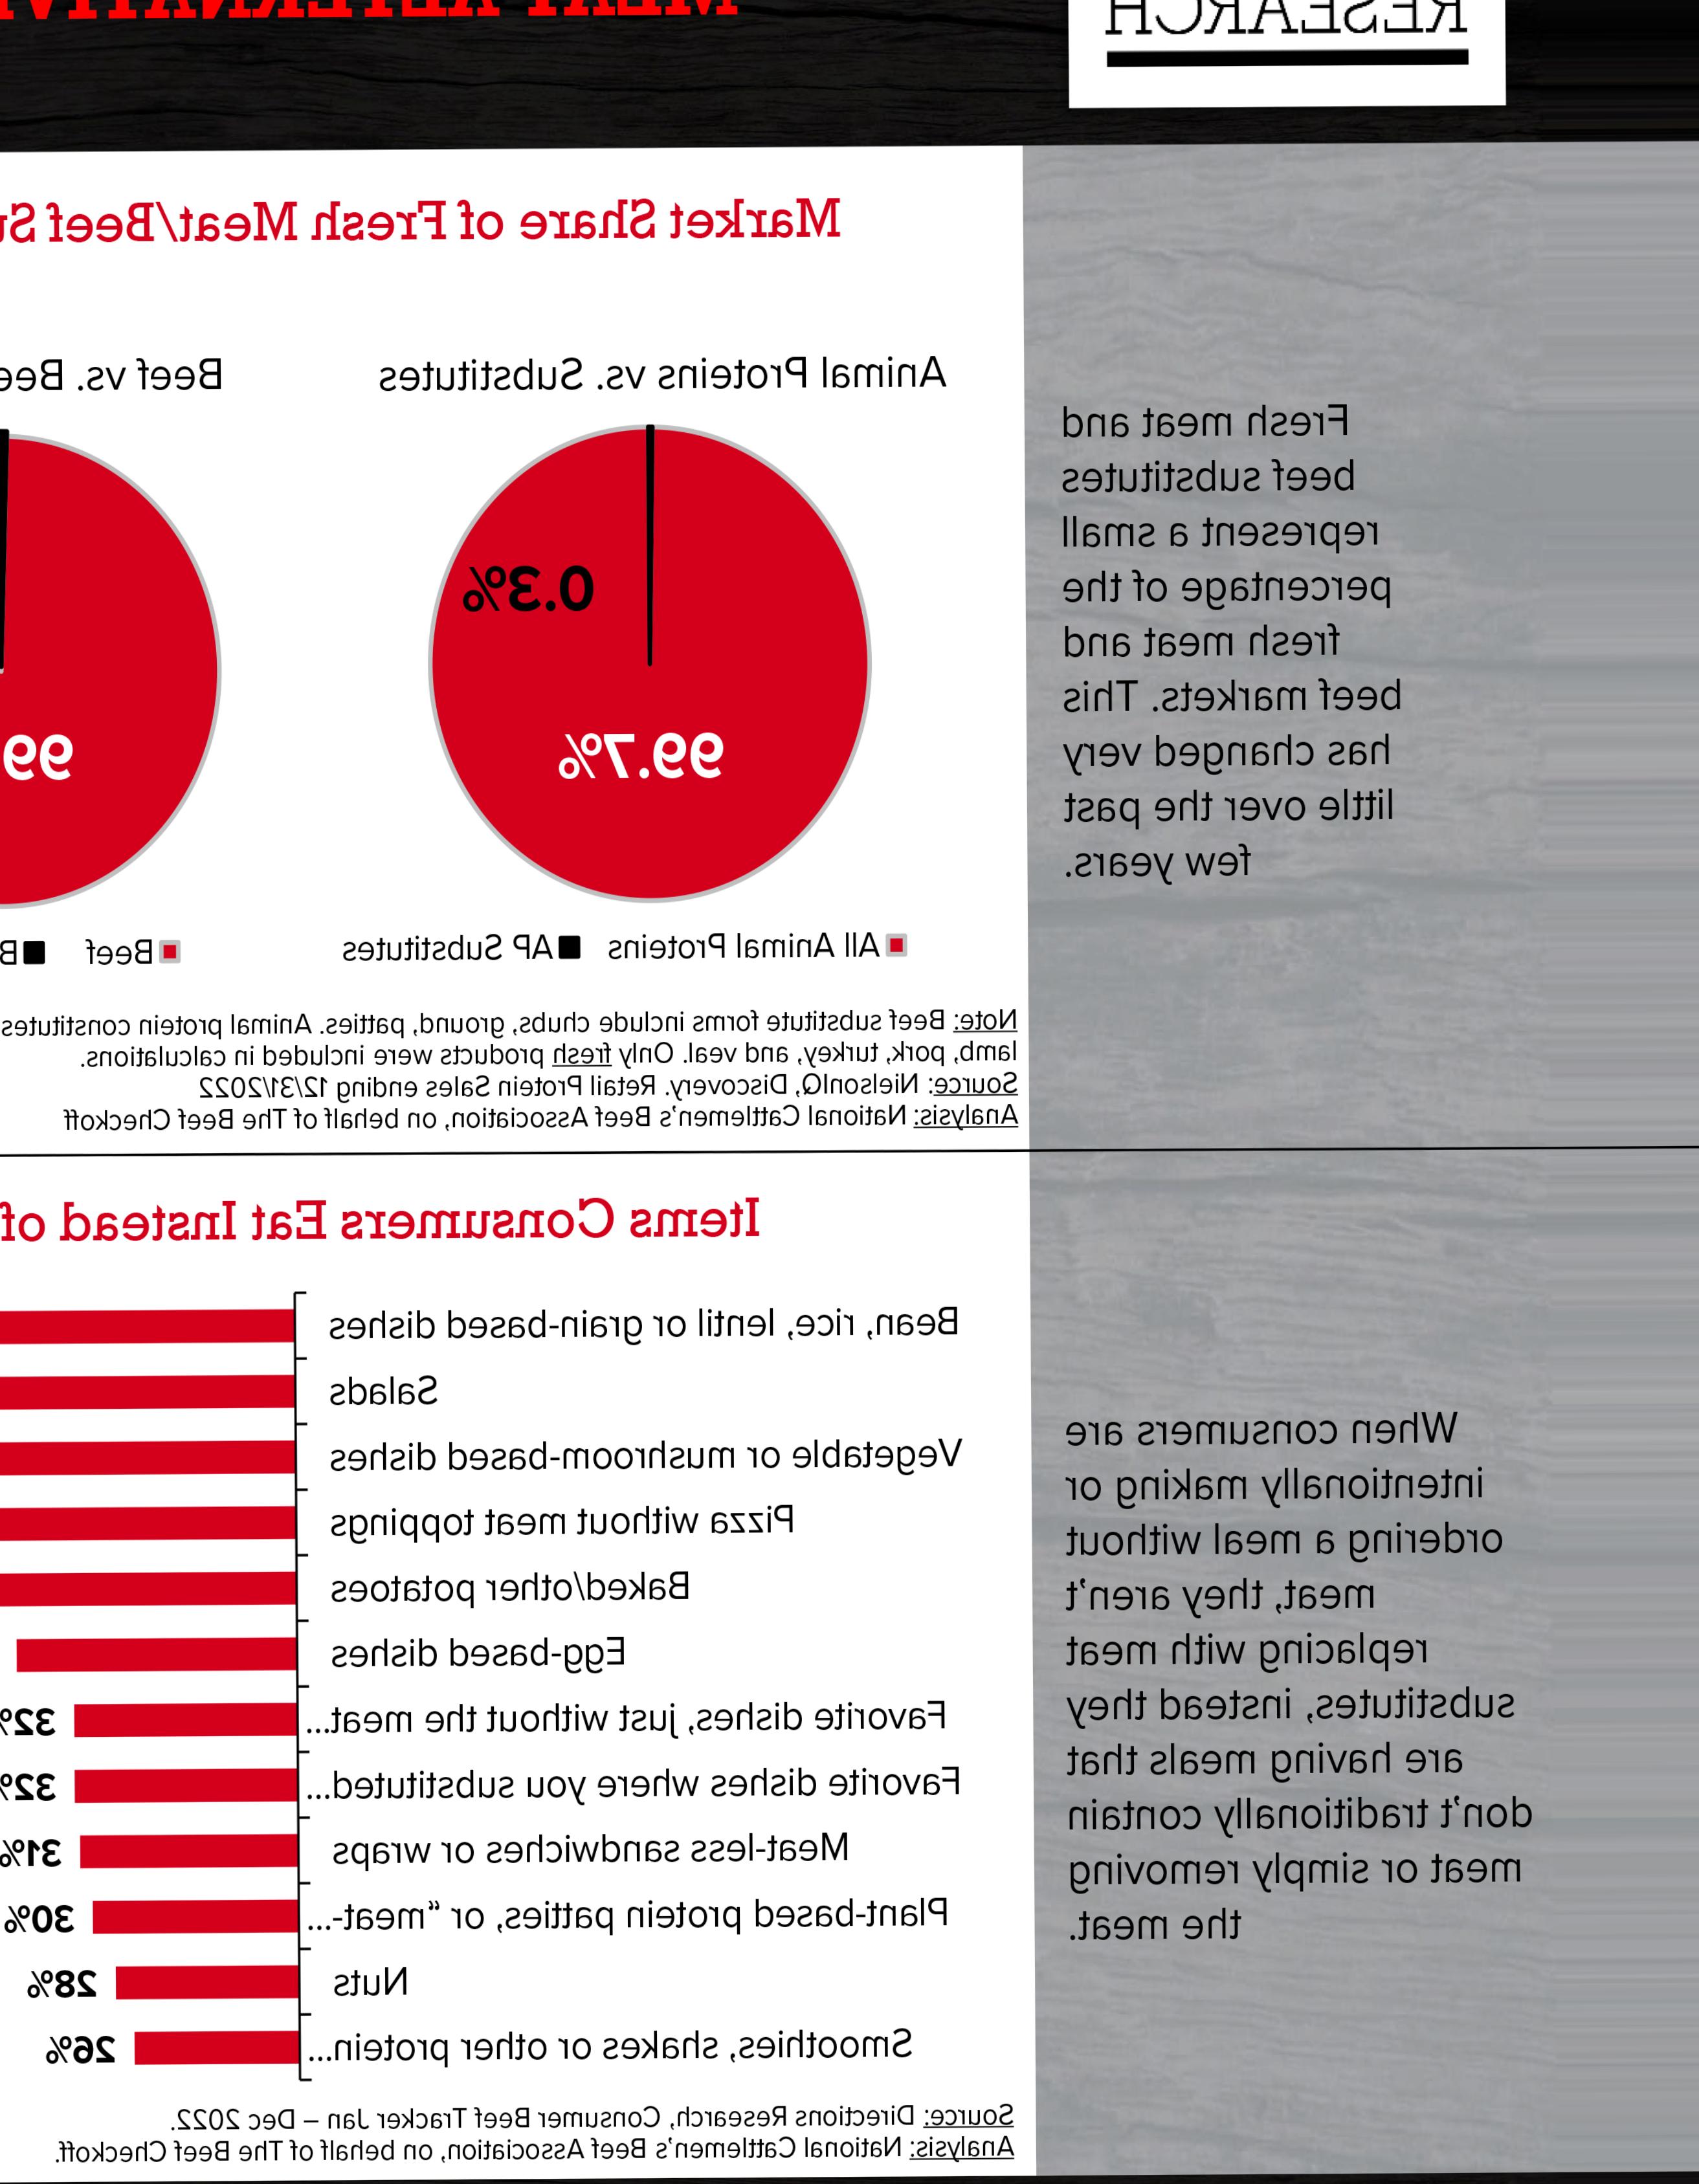 RESEARCH
MEAT
Market Share of Fresh Meat/Beef
Animal Proteins vs. Substitutes
Beef vs.
Fresh meat and
beef substitutes
represent a small
percentage of the
fresh meat and
beef markets. This
has changed very
little over the past
few years.
0.3%
99.7%
99
All Animal Proteins AP Substitutes
Beef B
Note: Beef substitute forms include chubs, ground, patties. Animal protein constitutes
lamb, pork, turkey, and veal. Only fresh products were included in calculations.
Source: NielsonIQ, Discovery. Retail Protein Sales ending 12/31/2022
Analysis: National Cattlemen's Beef Association, on behalf of The Beef Checkoff
Items Consumers Eat Instead of
When consumers are
intentionally making or
ordering a meal without
meat, they aren't
replacing with meat
substitutes, instead they
are having meals that
don't traditionally contain
meat or simply removing
the meat.
Bean, rice, lentil or grain-based dishes
Salads
Vegetable or mushroom-based dishes
Pizza without meat toppings
Baked/other potatoes
Egg-based dishes
Favorite dishes, just without the meat... 32%
Favorite dishes where you substituted... 32%
Meat-less sandwiches or wraps 31%
Plant-based protein patties, or “meat-... 30%
Nuts 28%
Smoothies, shakes or other protein... 26%
Source: Directions Research, Consumer Beef Tracker Jan – Dec 2022.
Analysis: National Cattlemen's Beef Association, on behalf of The Beef Checkoff.